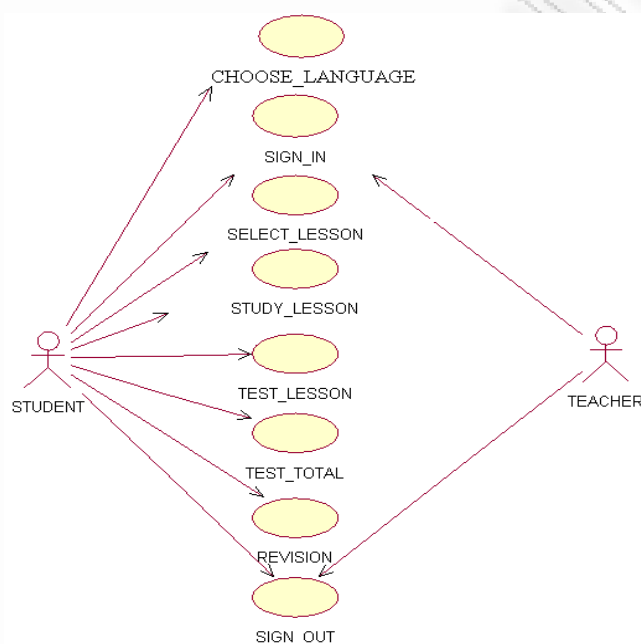 CHOOSE_LANGUAGE
SIGN_IN
SELECT_LESSON
STUDY_LESSON
TEST_LESSON
STUDENT
TEACHER
TEST_TOTAL
REVISION
SIGN_OUT